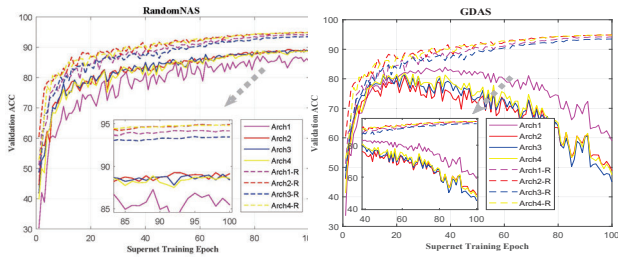 RandomNAS
Validation ACC
100
90
80
70
60
50
40
30
95
90
85
85
90
95
100
Arch1
Arch2
Arch3
Arch4
Arch1-R
Arch2-R
Arch3-R
Arch4-R
0
20
40
60
80
100
Supernet Training Epoch
GDAS
Validation ACC
100
90
80
70
60
50
40
30
80
60
40
60
80
100
Arch1
Arch2
Arch3
Arch4
Arch1-R
Arch2-R
Arch3-R
Arch4-R
0
20
40
60
80
100
Supernet Training Epoch